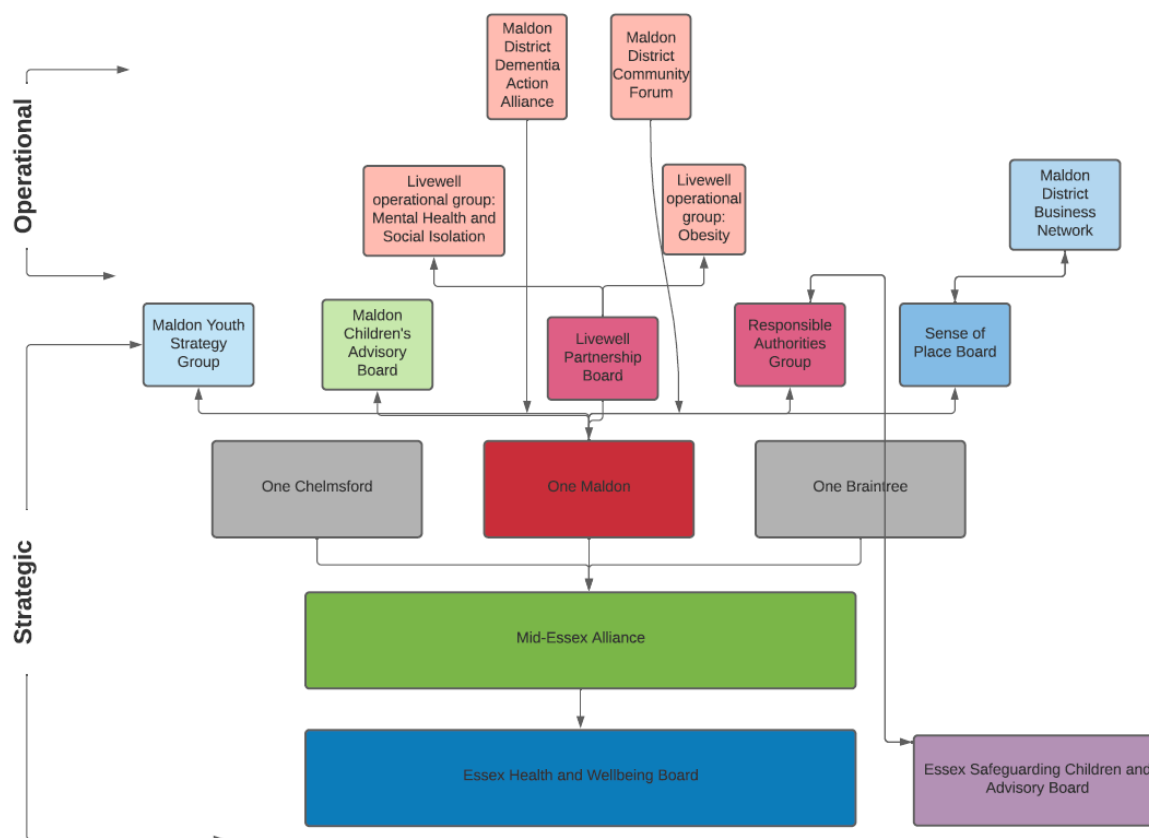 Maldon
District
Dementia
Action
Alliance
Maldon
District
Community
Forum
Operational
Livewell
operational group:
Mental Health and
Social Isolation
Livewell
operational
group:
Obesity
Maldon
District
Business
Network
Maldon Youth
Strategy
Group
Maldon
Children's
Advisory
Board
Livewell
Partnership
Board
Responsible
Authorities
Group
Sense of
Place Board
One Chelmsford
One Maldon
One Braintree
Strategic
Mid-Essex Alliance
Essex Health and Wellbeing Board
Essex Safeguarding Children and
Advisory Board